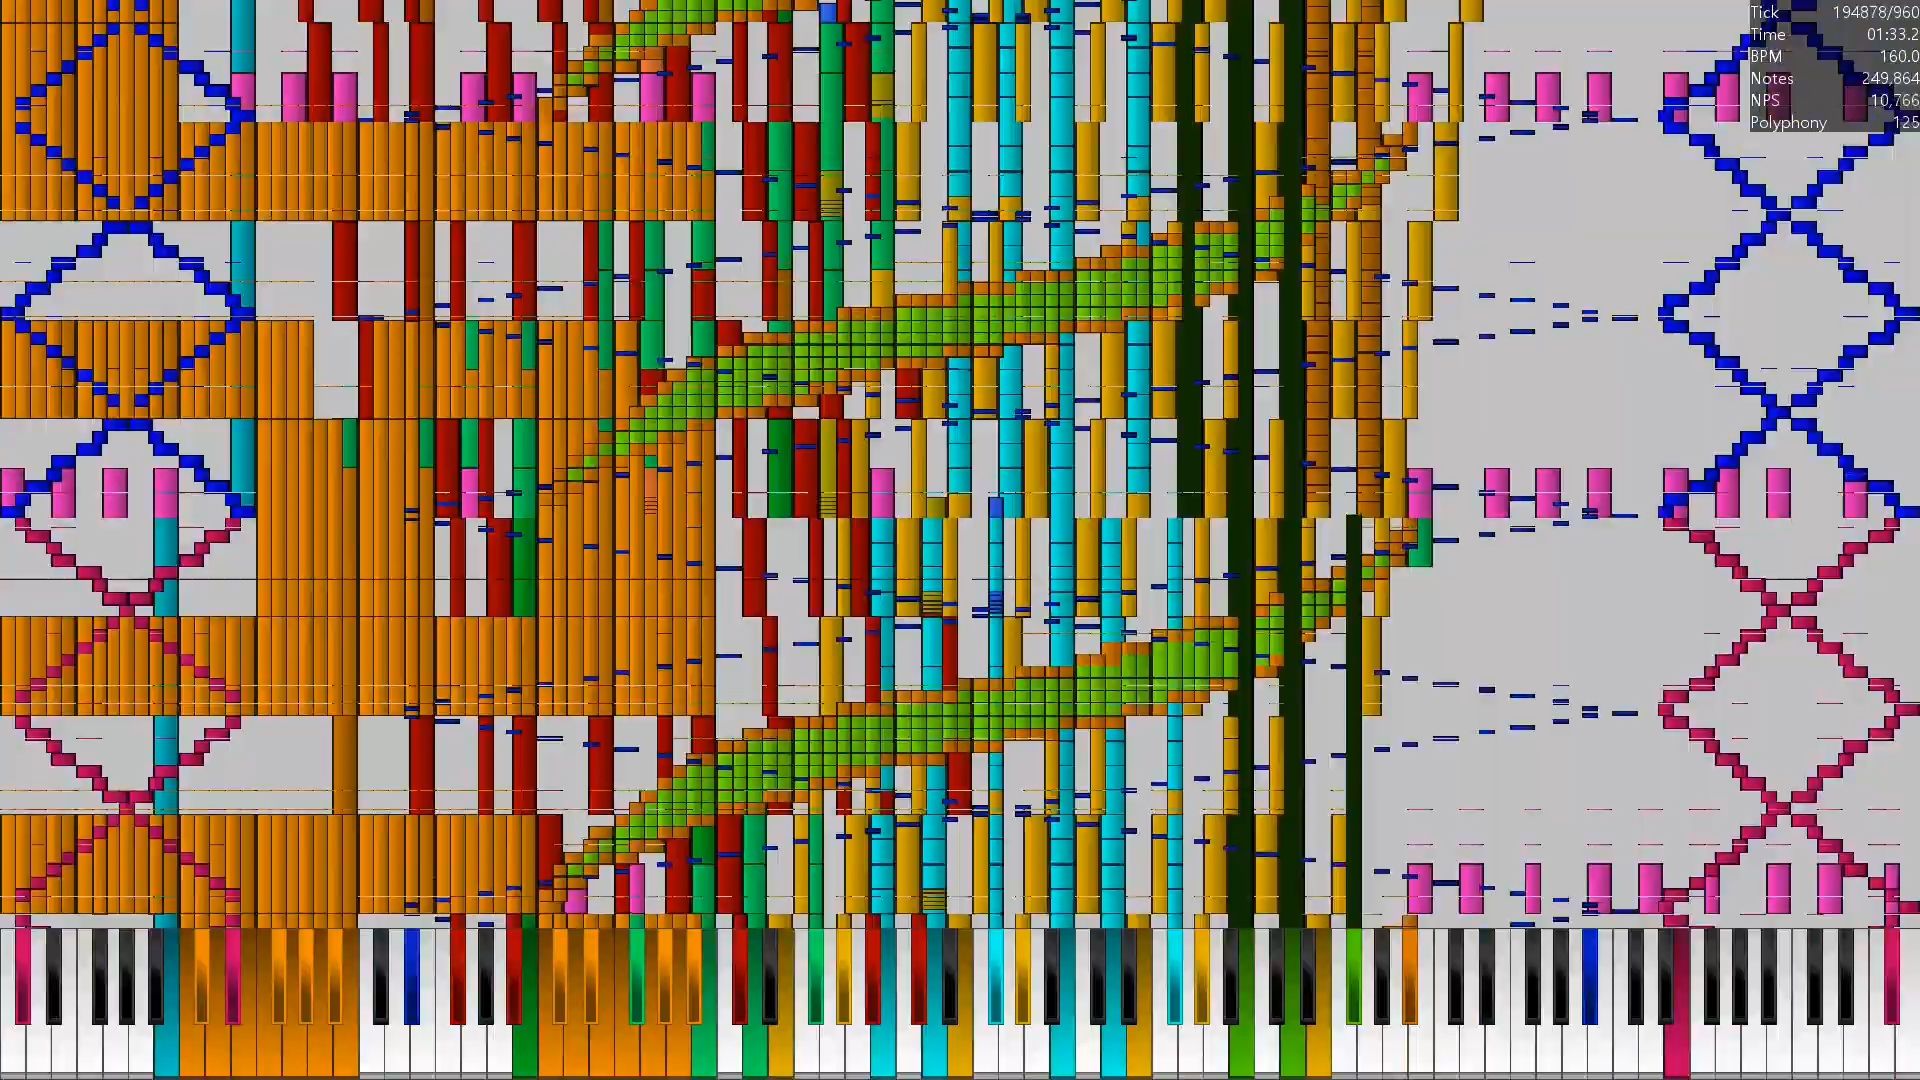 Tick 194878/960
Time 01:33.2
BPM 160.0
Notes 249,864
NPS 10,766
Polyphony 125